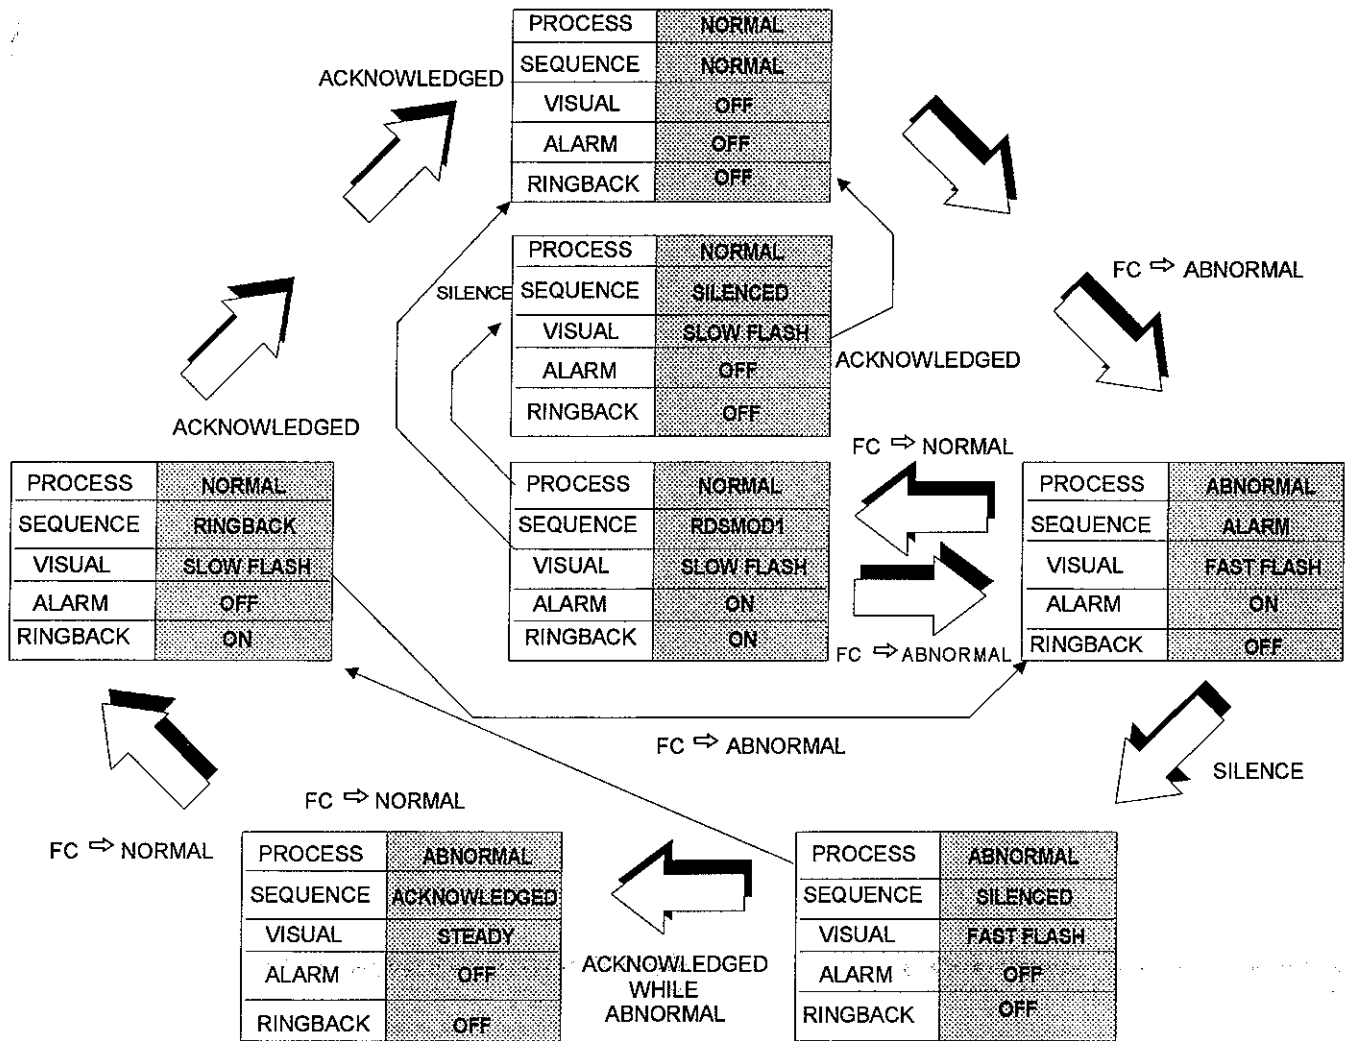 PROCESS NORMAL
SEQUENCE NORMAL
VISUAL OFF
ALARM OFF
RINGBACK OFF
ACKNOWLEDGED
FC ⇨ ABNORMAL
PROCESS NORMAL
SILENCE SEQUENCE SILENCED
VISUAL SLOW FLASH
ALARM OFF
RINGBACK OFF
ACKNOWLEDGED
ACKNOWLEDGED
FC ⇨ NORMAL
PROCESS NORMAL
SEQUENCE RINGBACK
VISUAL SLOW FLASH
ALARM OFF
RINGBACK ON
PROCESS NORMAL
SEQUENCE RDSMOD1
VISUAL SLOW FLASH
ALARM ON
RINGBACK ON
PROCESS ABNORMAL
SEQUENCE ALARM
VISUAL FAST FLASH
ALARM ON
RINGBACK OFF
FC ⇨ ABNORMAL
FC ⇨ ABNORMAL
SILENCE
FC ⇨ NORMAL
FC ⇨ NORMAL
PROCESS ABNORMAL
SEQUENCE ACKNOWLEDGED
VISUAL STEADY
ALARM OFF
RINGBACK OFF
ACKNOWLEDGED
WHILE
ABNORMAL
PROCESS ABNORMAL
SEQUENCE SILENCED
VISUAL FAST FLASH
ALARM OFF
RINGBACK OFF